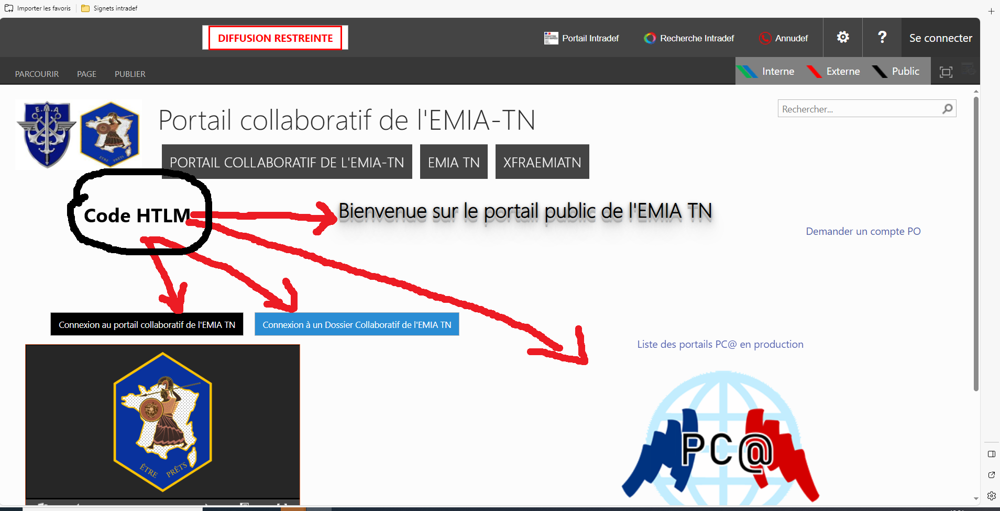 Importer les favoris
Signets intradef
DIFFUSION RESTREINTE
Portail Intradef
Recherche Intradef
Annudef
?
Se connecter
PARCOURIR
PAGE
PUBLIER
Interne
Externe
Public
E.M.A
ÊTRE PRÊTS
Portail collaboratif de l'EMIA-TN
Rechercher...
PORTAIL COLLABORATIF DE L'EMIA-TN
EMIA TN
XFRAEMIATN
Code HTLM
Bienvenue sur le portail public de l'EMIA TN
Demander un compte PO
Connexion au portail collaboratif de l'EMIA TN
Connexion à un Dossier Collaboratif de l'EMIA TN
Liste des portails PC@ en production
ÊTRE PRÊTS
PC@